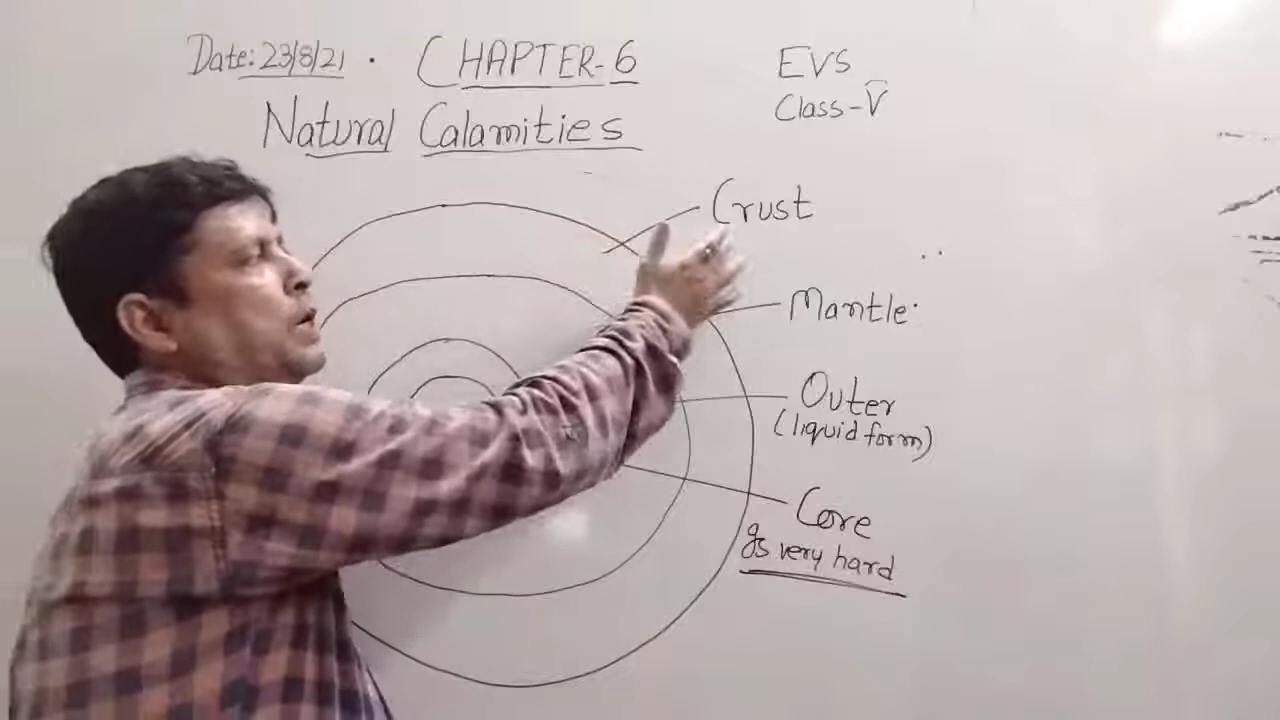 Date: 23/8/21. CHAPTER-6
EVS
Class-V
Natural Calamities
Crust
Mantle
Outer
(liquid form)
Core
Is very hard